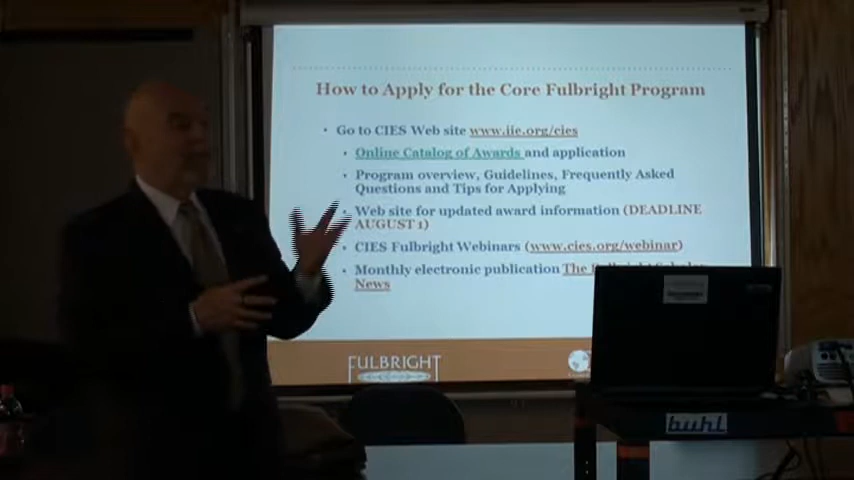 How to Apply for the Core Fulbright Program
• Go to CIES Web site www.iie.org/cies
• Online Catalog of Awards and application
• Program overview, Guidelines, Frequently Asked
Questions and Tips for Applying
• Web site for updated award information (DEADLINE
AUGUST 1)
• CIES Fulbright Webinars (www.cies.org/webinar)
• Monthly electronic publication The
News
FULBRIGHT
buhl